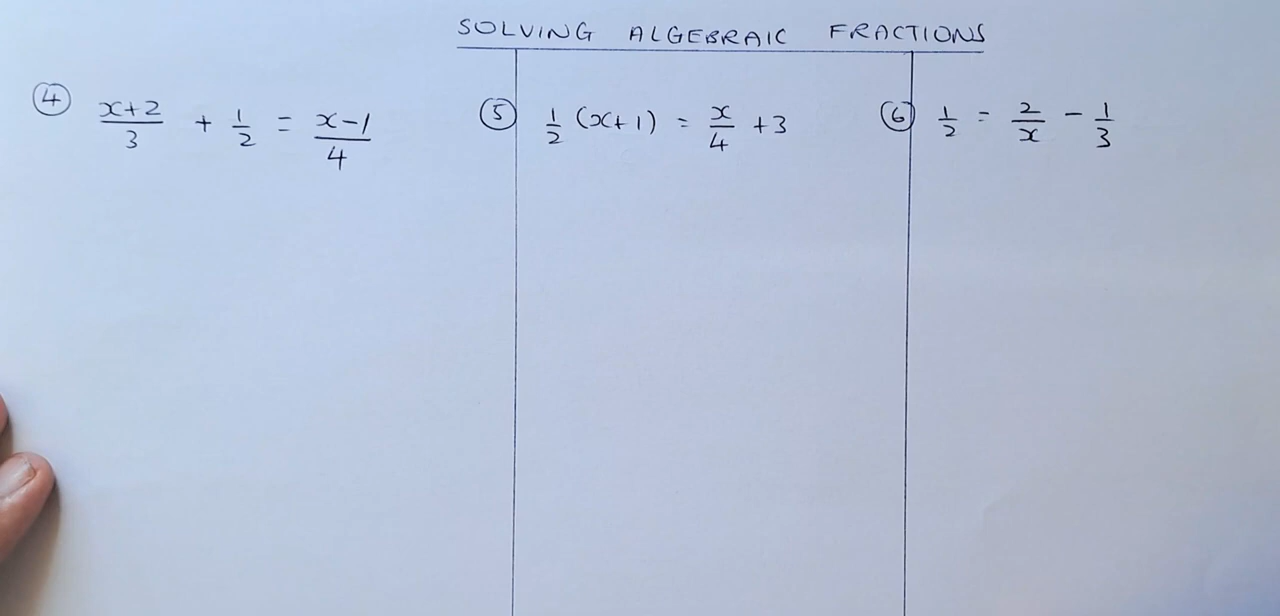 SOLVING ALGEBRAIC FRACTIONS
④ x+2/3 + 1/2 = x-1/4
⑤ 1/2 (x+1) = x/4 + 3
⑥ 1/2 = 2/x - 1/3